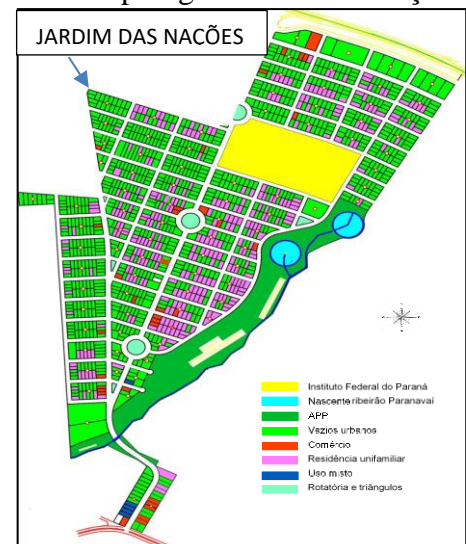 JARDIM DAS NAÇÕES
Instituto Federal do Paraná
Nascente ribeirão Paranavaí
APP
Vazios urbanos
Comércio
Residência unifamiliar
Uso misto
Rotatória e triângulos